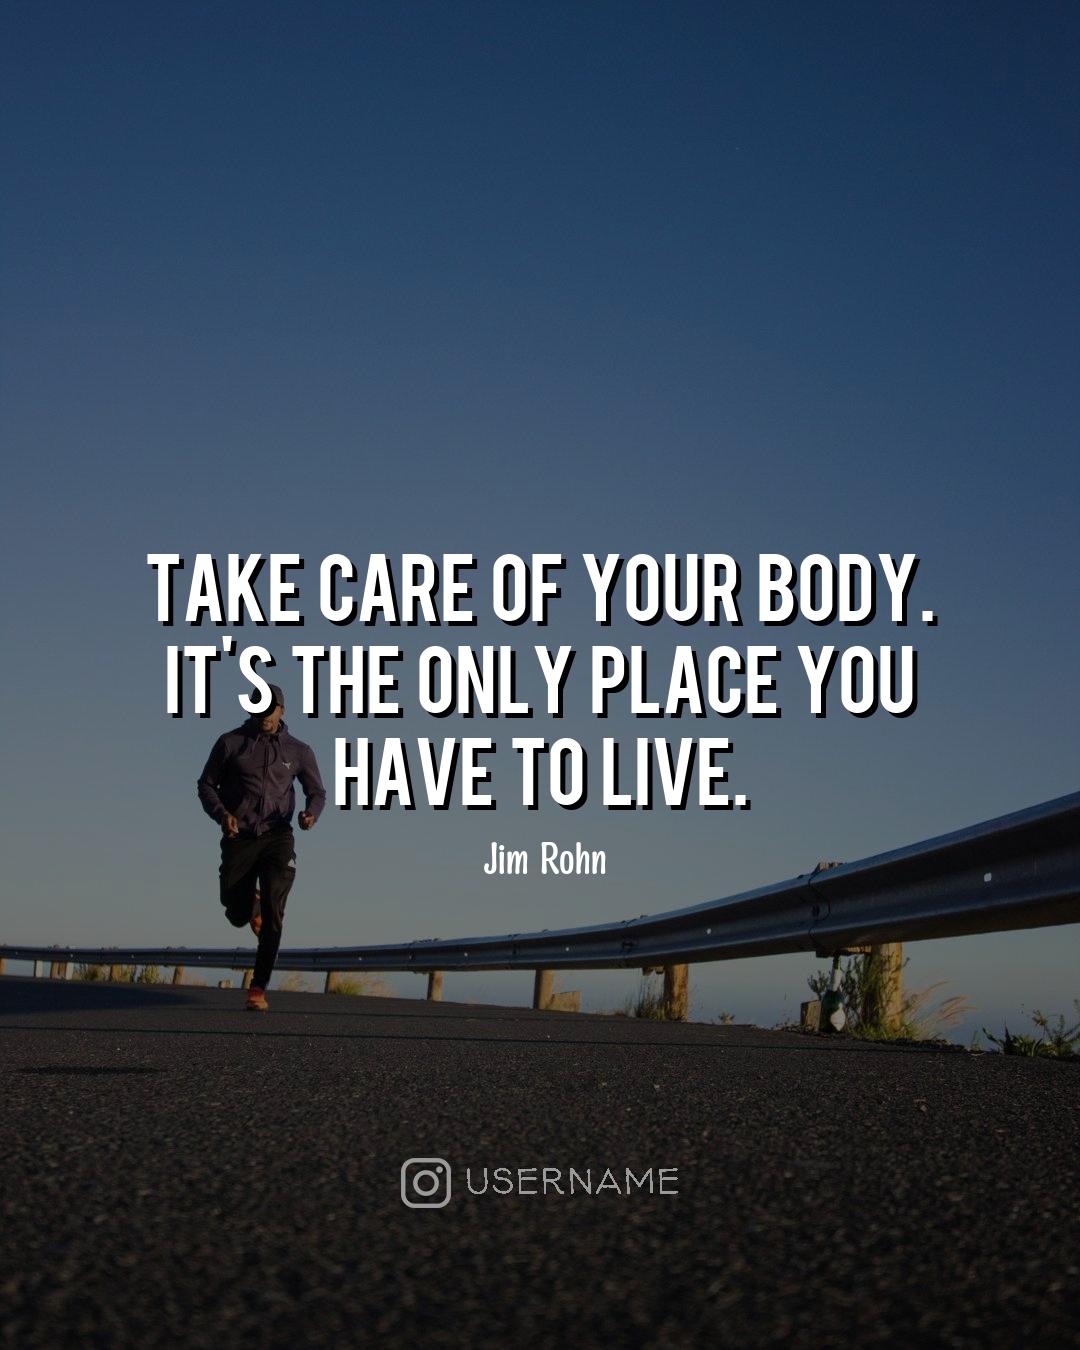 TAKE CARE OF YOUR BODY.
IT'S THE ONLY PLACE YOU
HAVE TO LIVE.
Jim Rohn
USERNAME